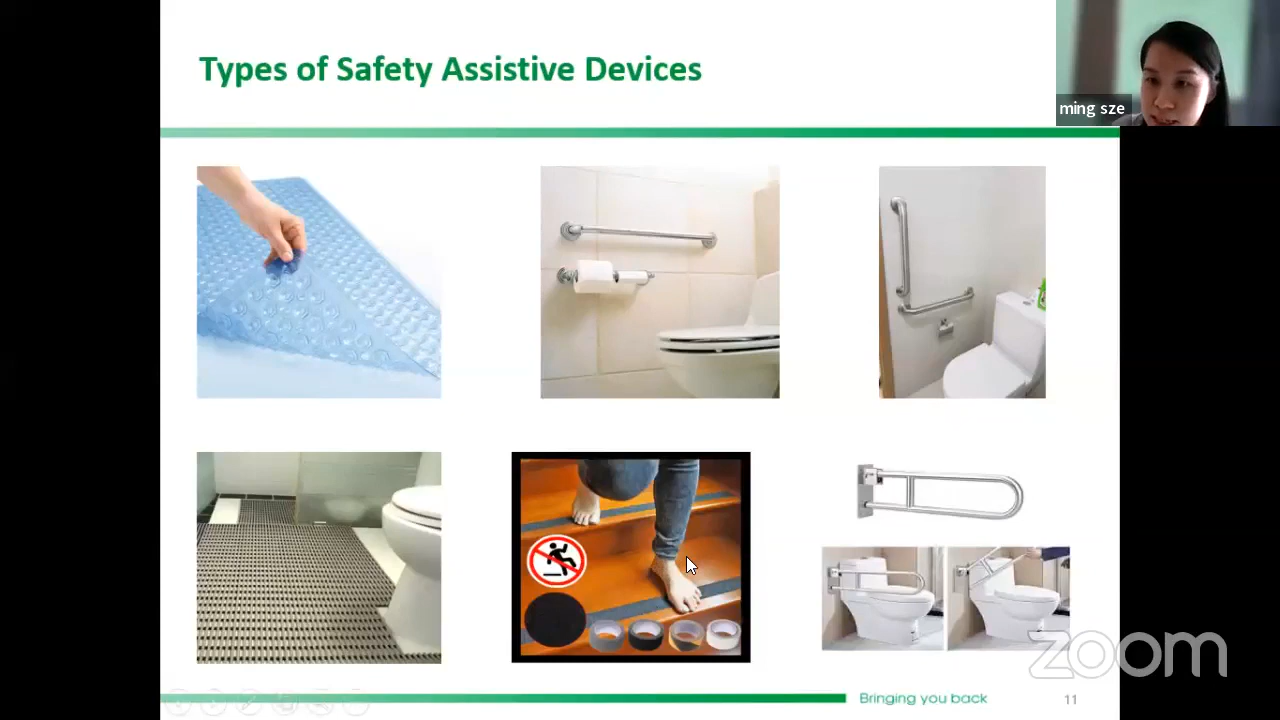 Types of Safety Assistive Devices
ming sze
zoom
Bringing you back
11